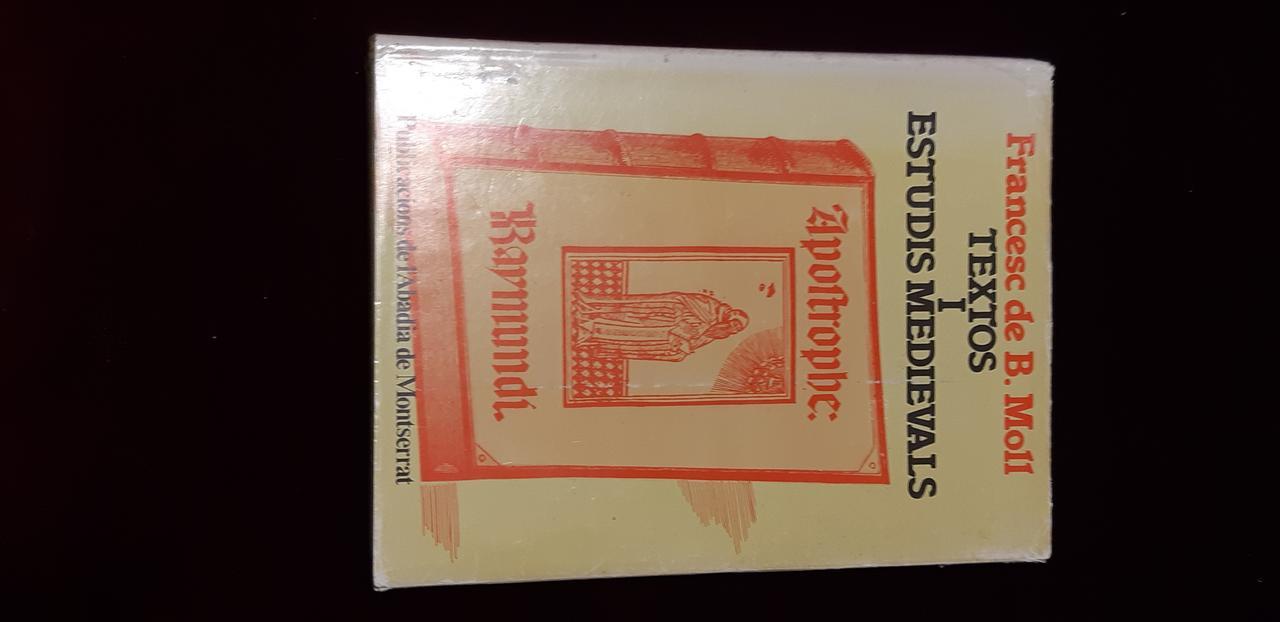 Francesc de B. Moll
TEXTOS
I
ESTUDIS MEDIEVALS
Apoſtrophe:
Raymundi.
Publicacions de l'Abadia de Montserrat